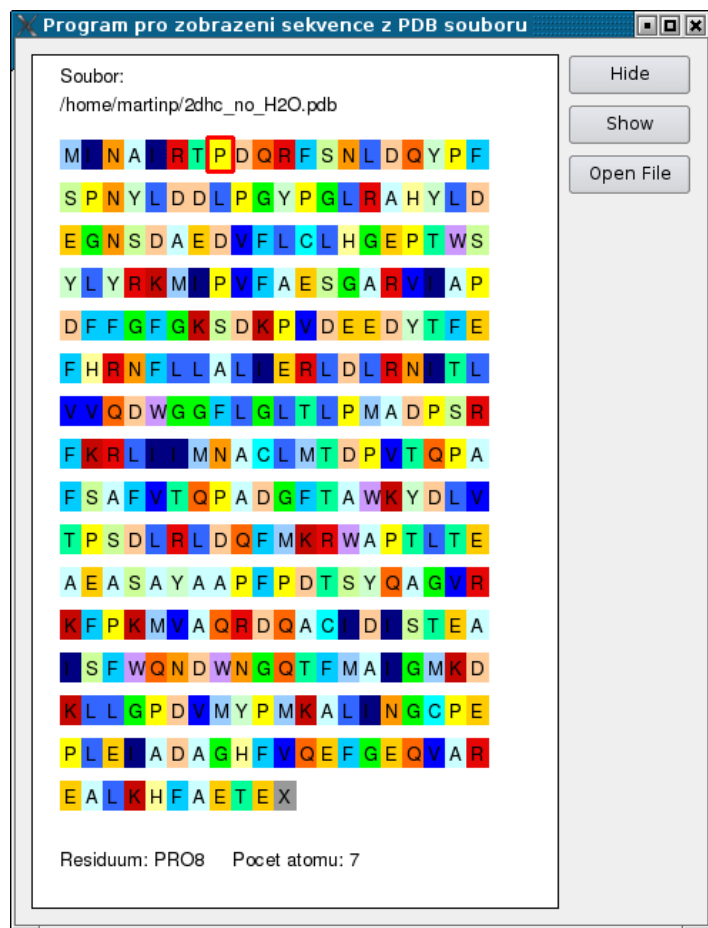 Program pro zobrazeni sekvence z PDB souboru
Soubor:
/home/martinp/2dhc_no_H2O.pdb
M I N A I R T P D Q R F S N L D Q Y P F
S P N Y L D D L P G Y P G L R A H Y L D
E G N S D A E D V F L C L H G E P T W S
Y L Y R K M I P V F A E S G A R V I A P
D F F G F G K S D K P V D E E D Y T F E
F H R N F L L A L I E R L D L R N I T L
V V Q D W G G F L G L T L P M A D P S R
F K R L I I M N A C L M T D P V T Q P A
F S A F V T Q P A D G F T A W K Y D L V
T P S D L R L D Q F M K R W A P T L T E
A E A S A Y A A P F P D T S Y Q A G V R
K F P K M V A Q R D Q A C I D I S T E A
I S F W Q N D W N G Q T F M A I G M K D
K L L G P D V M Y P M K A L I N G C P E
P L E I A D A G H F V Q E F G E Q V A R
E A L K H F A E T E X
Residuum: PRO8 Pocet atomu: 7
Hide
Show
Open File